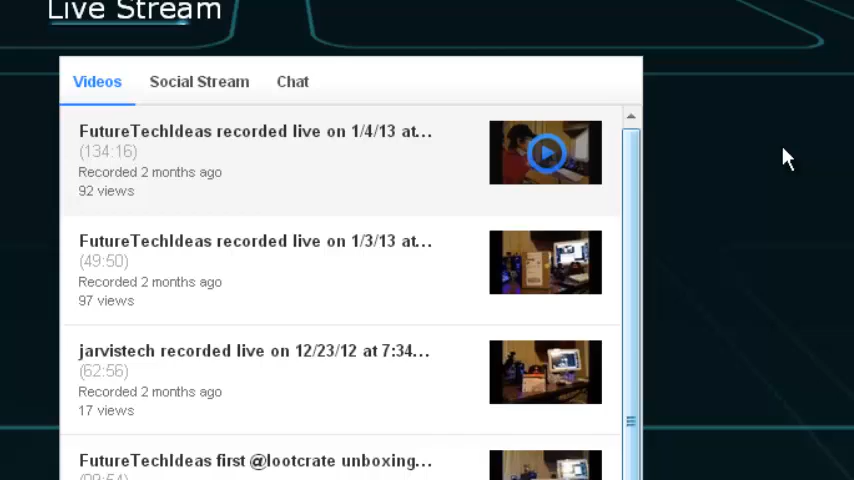 Live Stream
Videos Social Stream Chat
FutureTechIdeas recorded live on 1/4/13 at...
(134:16)
Recorded 2 months ago
92 views
FutureTechIdeas recorded live on 1/3/13 at...
(49:50)
Recorded 2 months ago
97 views
jarvistech recorded live on 12/23/12 at 7:34...
(62:56)
Recorded 2 months ago
17 views
FutureTechIdeas first @lootcrate unboxing...
(09:54)